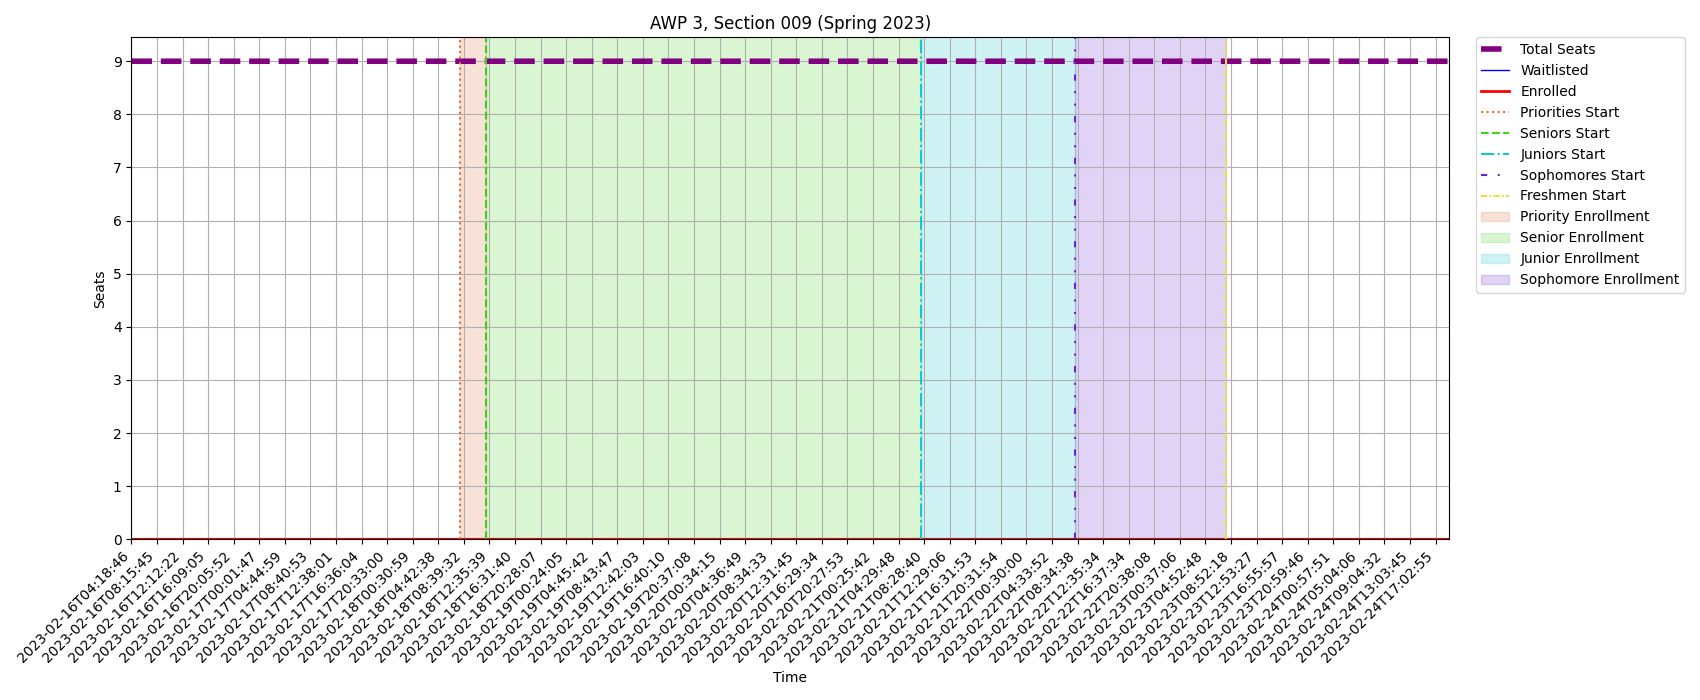 AWP 3, Section 009 (Spring 2023)
Total Seats
Waitlisted
Enrolled
Priorities Start
Seniors Start
Juniors Start
Sophomores Start
Freshmen Start
Priority Enrollment
Senior Enrollment
Junior Enrollment
Sophomore Enrollment
Seats
9
8
7
6
5
4
3
2
1
0
2023-02-16T04:18:46
2023-02-16T08:15:45
2023-02-16T12:12:22
2023-02-16T16:09:05
2023-02-16T20:05:52
2023-02-17T00:01:47
2023-02-17T04:44:59
2023-02-17T08:40:53
2023-02-17T12:38:01
2023-02-17T16:36:04
2023-02-17T20:33:00
2023-02-18T00:30:59
2023-02-18T04:42:38
2023-02-18T08:39:32
2023-02-18T12:35:39
2023-02-18T16:31:40
2023-02-18T20:28:07
2023-02-19T00:24:05
2023-02-19T04:45:42
2023-02-19T08:43:47
2023-02-19T12:42:03
2023-02-19T16:40:10
2023-02-19T20:37:08
2023-02-20T00:34:15
2023-02-20T04:36:49
2023-02-20T08:34:33
2023-02-20T12:31:45
2023-02-20T16:29:34
2023-02-20T20:27:53
2023-02-21T00:25:42
2023-02-21T04:29:48
2023-02-21T08:28:40
2023-02-21T12:29:06
2023-02-21T16:31:53
2023-02-21T20:31:54
2023-02-22T00:30:00
2023-02-22T04:33:52
2023-02-22T08:34:38
2023-02-22T12:35:34
2023-02-22T16:37:34
2023-02-22T20:38:08
2023-02-23T00:37:06
2023-02-23T04:52:48
2023-02-23T08:52:18
2023-02-23T12:53:27
2023-02-23T16:55:57
2023-02-23T20:59:46
2023-02-24T00:57:51
2023-02-24T05:04:06
2023-02-24T09:04:32
2023-02-24T13:03:45
2023-02-24T17:02:55
Time